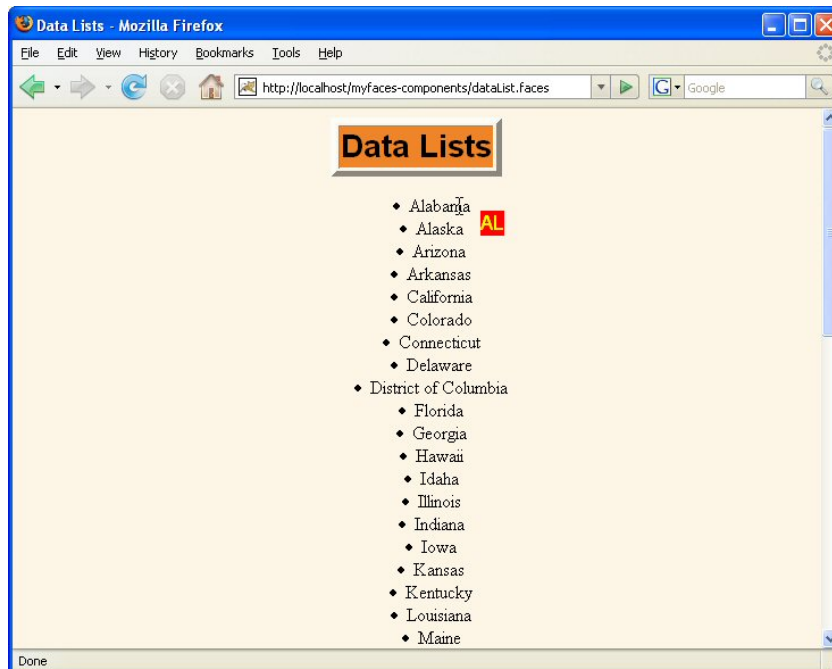 Data Lists - Mozilla Firefox
File Edit View History Bookmarks Tools Help
http://localhost/myfaces-components/dataList.faces G Google
Data Lists
Alabama
AL
Alaska
Arizona
Arkansas
California
Colorado
Connecticut
Delaware
District of Columbia
Florida
Georgia
Hawaii
Idaha
Illinois
Indiana
Iowa
Kansas
Kentucky
Louisiana
Maine
Done